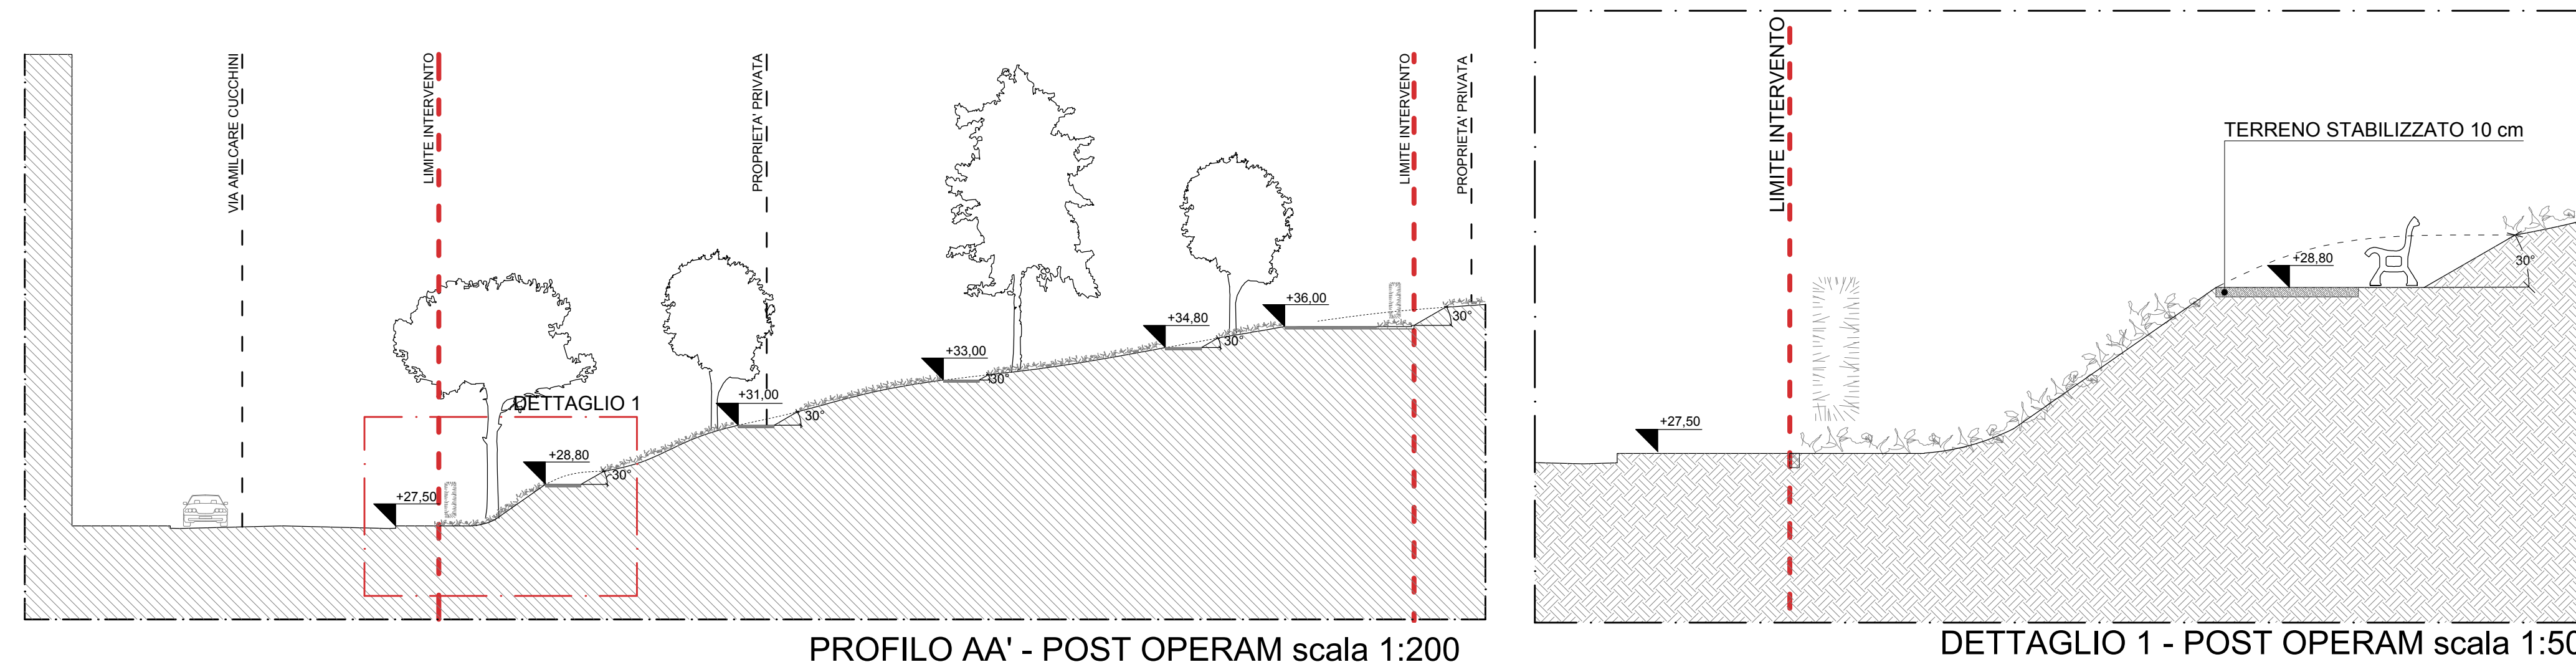 VIA AMILCARE CUCCHINI
LIMITE INTERVENTO
PROPRIETA' PRIVATA
LIMITE INTERVENTO
PROPRIETA' PRIVATA
DETTAGLIO 1
+27,50
+28,80
30°
+31,00
30°
+33,00
30°
+34,80
30°
+36,00
30°
PROFILO AA' - POST OPERAM scala 1:200
LIMITE INTERVENTO
TERRENO STABILIZZATO 10 cm
+28,80
30°
+27,50
DETTAGLIO 1 - POST OPERAM scala 1:50